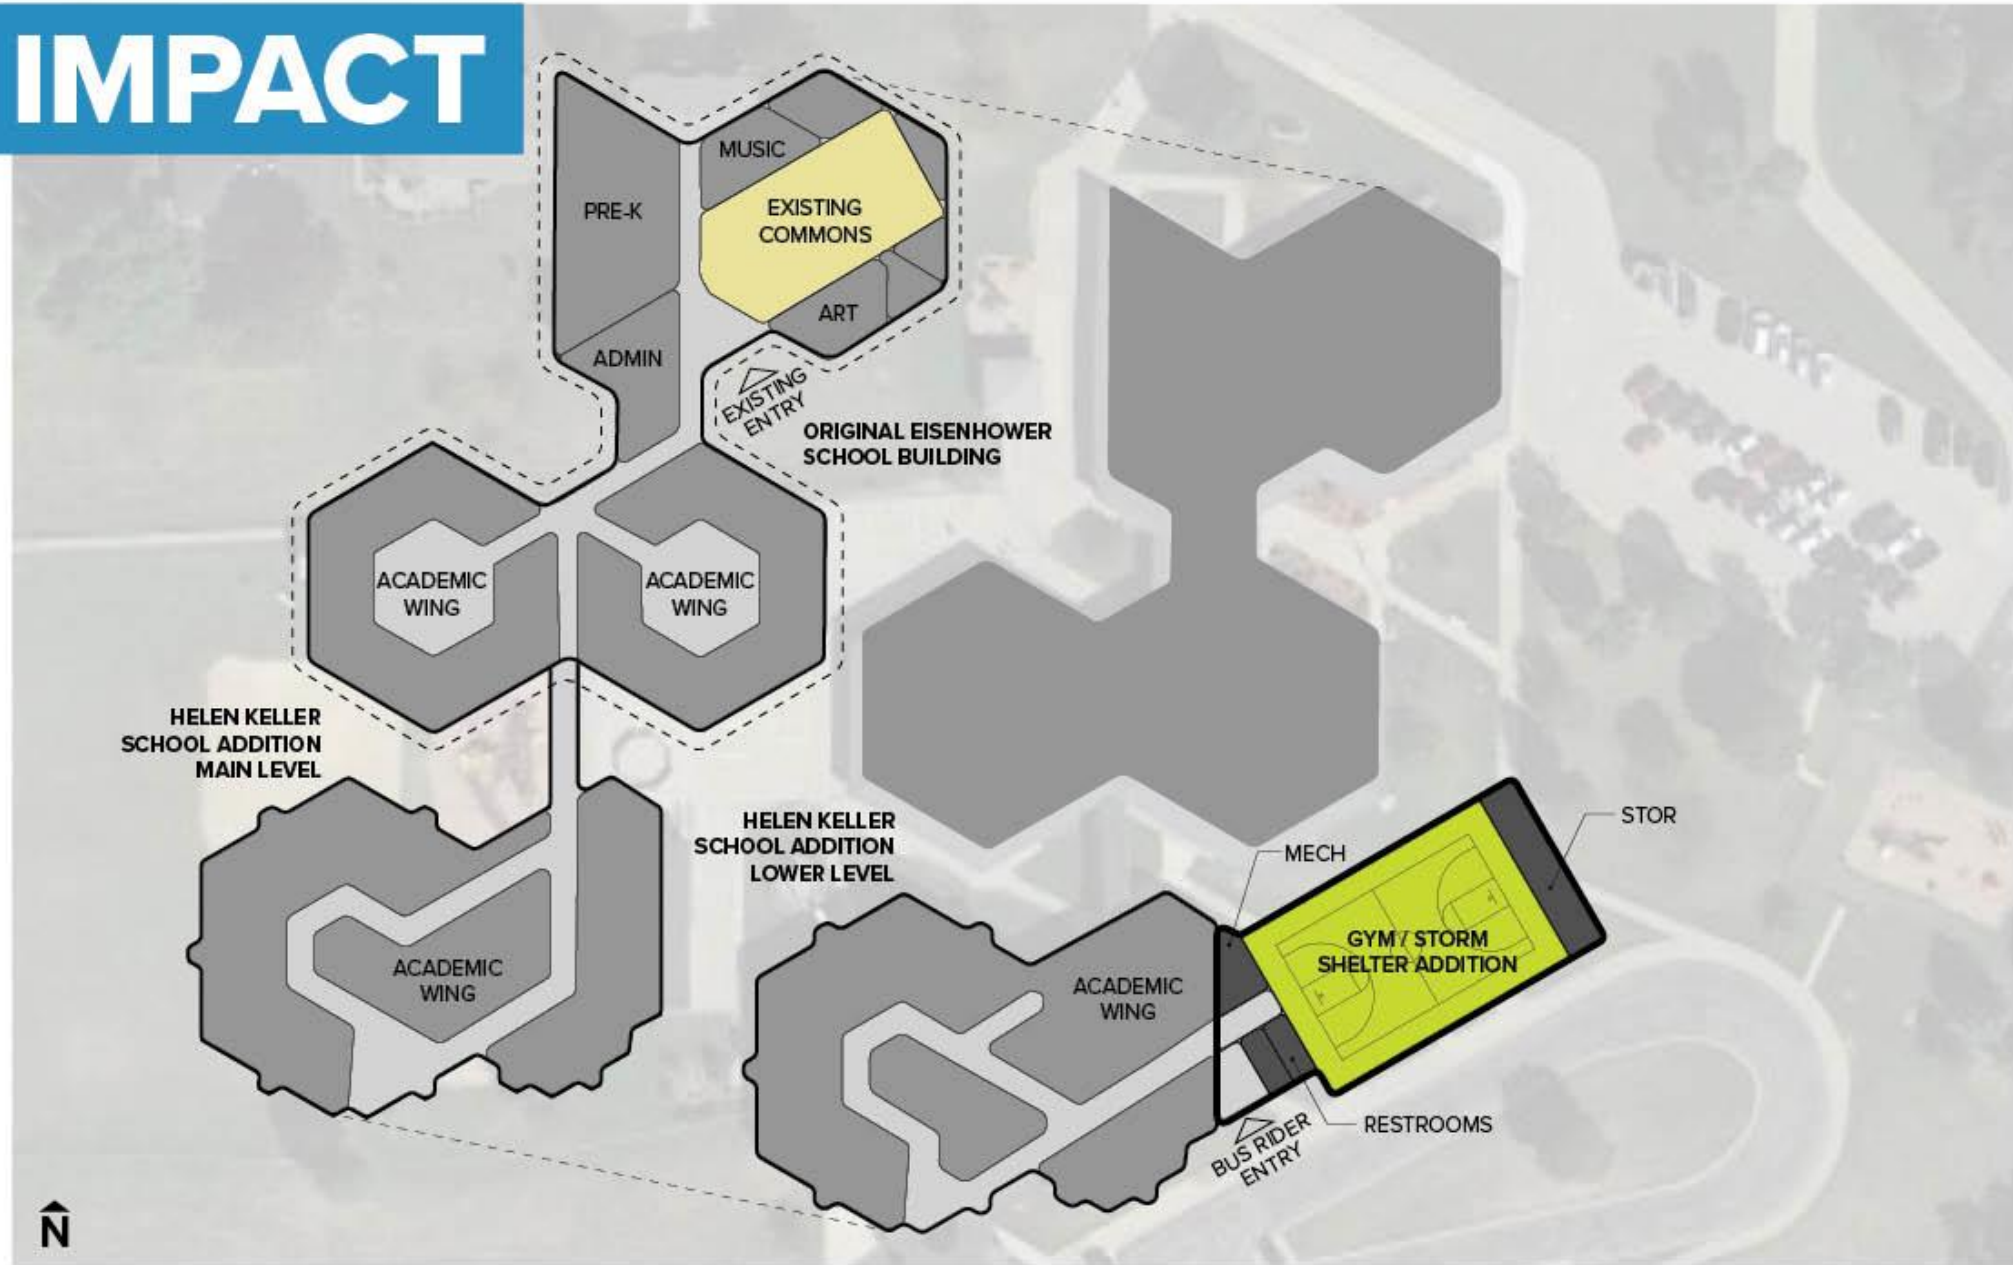 IMPACT
MUSIC
PRE-K
EXISTING
COMMONS
ART
ADMIN
EXISTING
ENTRY
ORIGINAL EISENHOWER
SCHOOL BUILDING
ACADEMIC
WING
ACADEMIC
WING
HELEN KELLER
SCHOOL ADDITION
MAIN LEVEL
ACADEMIC
WING
HELEN KELLER
SCHOOL ADDITION
LOWER LEVEL
MECH
STOR
GYM / STORM
SHELTER ADDITION
ACADEMIC
WING
RESTROOMS
BUS RIDER
ENTRY
N